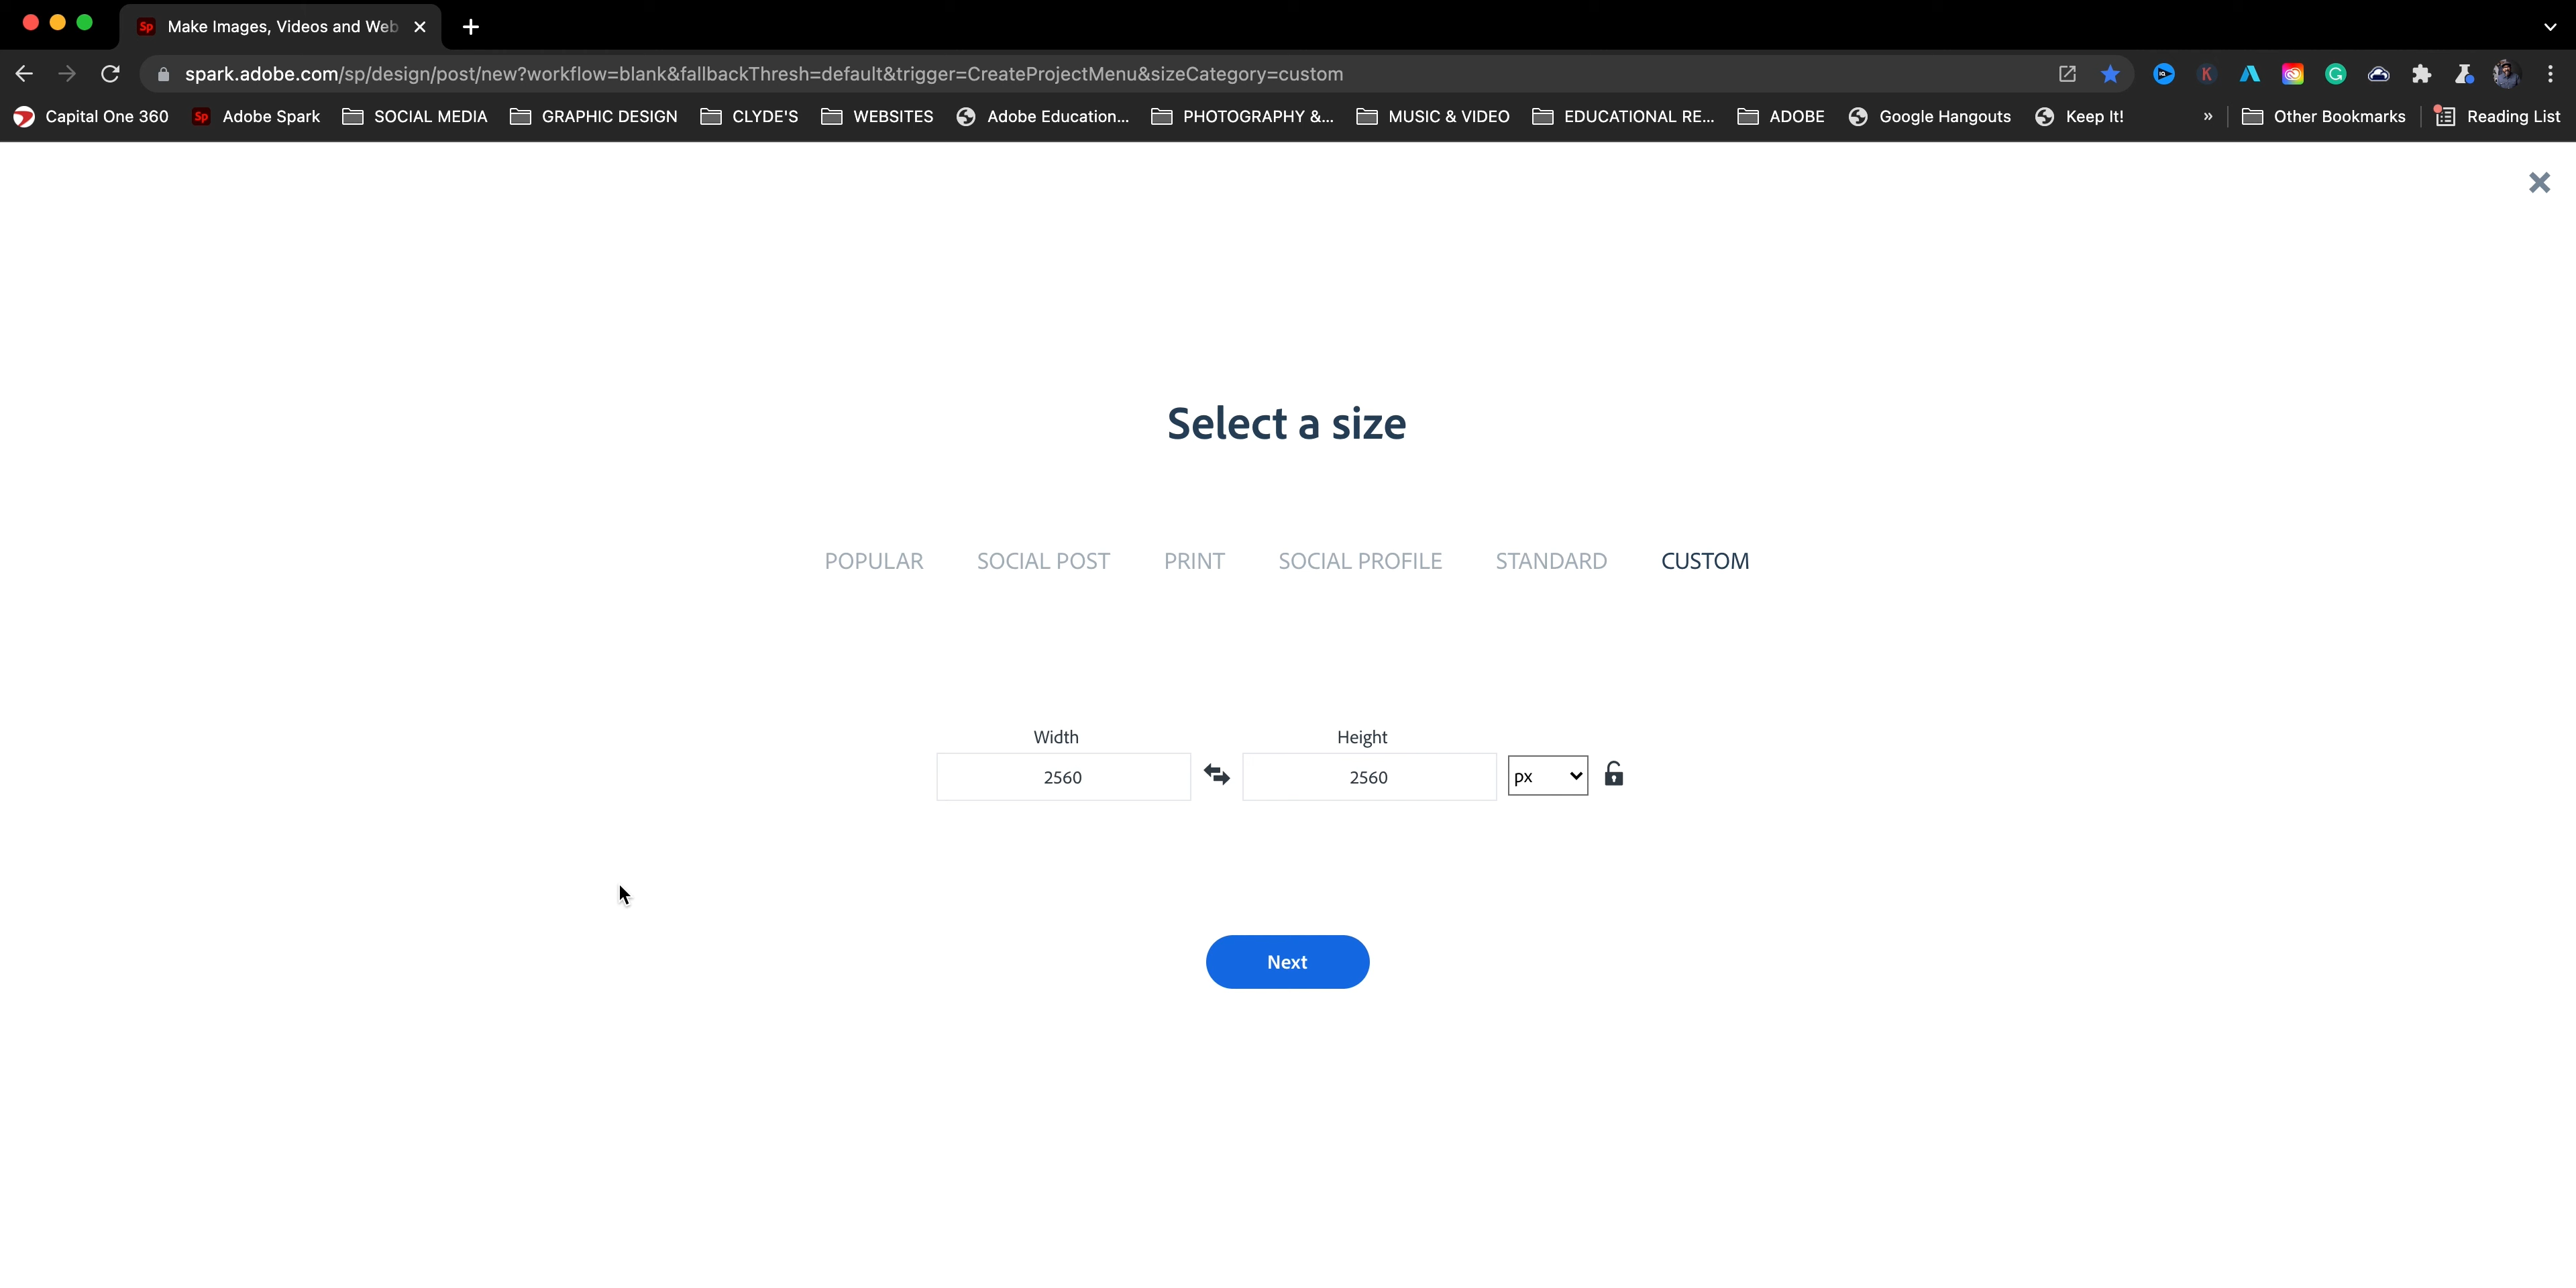 Sp Make Images, Videos and Web
spark.adobe.com/sp/design/post/new?workflow=blank&fallbackThresh=default&trigger=CreateProjectMenu&sizeCategory=custom
Capital One 360 Sp Adobe Spark SOCIAL MEDIA GRAPHIC DESIGN CLYDE'S WEBSITES Adobe Education... PHOTOGRAPHY &... MUSIC & VIDEO EDUCATIONAL RE... ADOBE Google Hangouts Keep It! » Other Bookmarks Reading List
Select a size
POPULAR SOCIAL POST PRINT SOCIAL PROFILE STANDARD CUSTOM
Width Height
2560 2560 px
Next